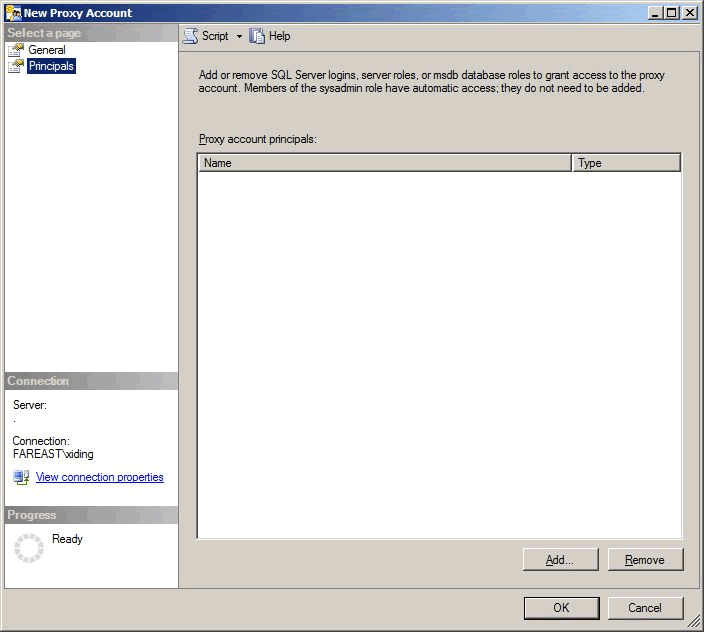 New Proxy Account
Select a page
General
Principals
Script
Help
Add or remove SQL Server logins, server roles, or msdb database roles to grant access to the proxy
account. Members of the sysadmin role have automatic access; they do not need to be added.
Proxy account principals:
Name
Type
Connection
Server:
.
Connection:
FAREAST\xiding
View connection properties
Progress
Ready
Add...
Remove
OK
Cancel